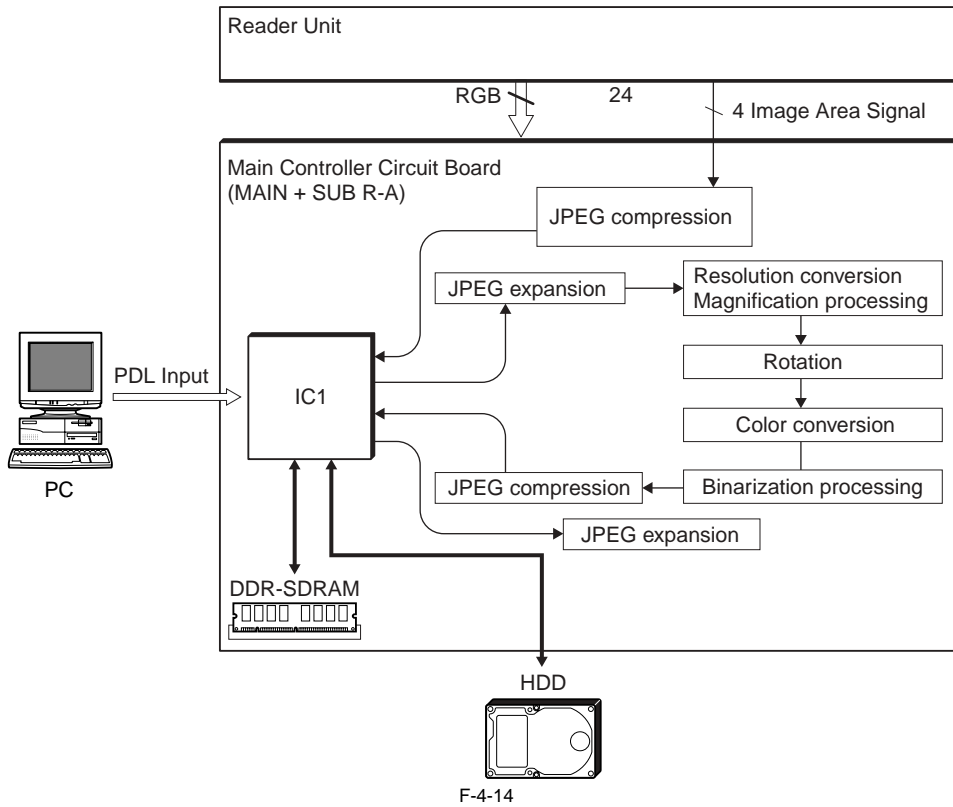 Reader Unit
RGB
24
4 Image Area Signal
Main Controller Circuit Board
(MAIN + SUB R-A)
JPEG compression
JPEG expansion
Resolution conversion
Magnification processing
Rotation
PDL Input
IC1
Color conversion
PC
JPEG compression
Binarization processing
JPEG expansion
DDR-SDRAM
HDD
F-4-14